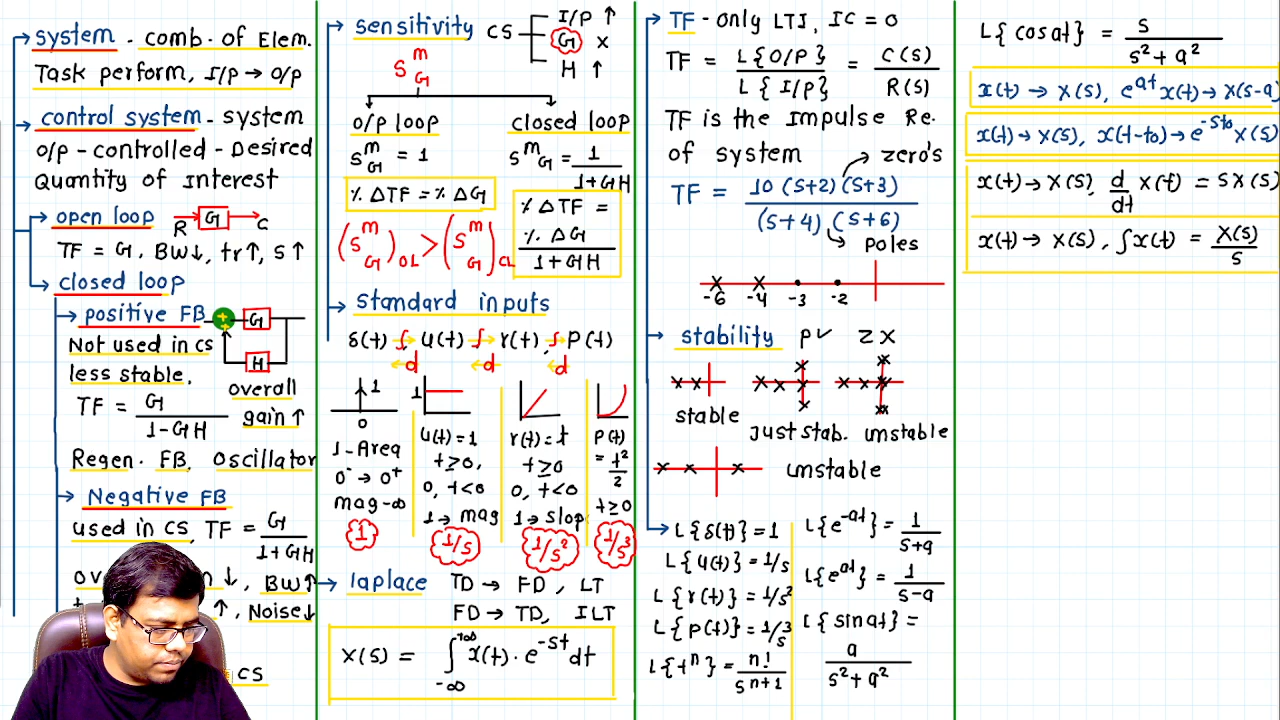 system - comb. of Elem.
Task perform, I/p → o/p
control system - system
o/p - controlled - Desired
Quantity of Interest
open loop R G C
TF = G, BW↓, tr↑, S↑
closed loop
positive FB + G
Not used in cs H
less stable.
overall
gain ↑
TF = G / 1-GH
Regen. FB, Oscillator
Negative FB
used in CS, TF = G / 1+GH
↓, BW↑
↑, Noise↓
CS
sensitivity CS I/P ↑
G x
H ↑
S^m_G
o/p loop
S^m_G = 1
% ΔTF = % ΔG
closed loop
S^m_G = 1 / 1+GH
% ΔTF =
% ΔG / 1+GH
(S^m_G)OL > (S^m_G)CL
standard inputs
δ(t) ∫→ u(t) ∫→ r(t) ∫→ P(t)
←d ←d ←d
1
0
1-Area
0⁻ → 0⁺
mag-∞
1
1
u(t)=1
t≥0,
0, t<0
1→ mag
1/s
r(t)=t
t≥0
0, t<0
1→ slop
1/s²
P(t)
= t²/2
t≥0
1/s³
laplace TD → FD, LT
FD → TD, ILT
X(s) = ∫ -∞ +∞ x(t).e^-st dt
TF - only LTI, IC = 0
TF = L{O/P} / L{I/P} = C(s) / R(s)
TF is the Impulse Re.
of system → zero's
TF = 10 (s+2)(s+3) / (s+4)(s+6)
→ poles
-6 -4 -3 -2
stability P✓ Z X
stable
Just stab. unstable
unstable
L{δ(t)} = 1
L{u(t)} = 1/s
L{r(t)} = 1/s²
L{p(t)} = 1/s³
L{t^n} = n! / s^n+1
L{e^-at} = 1 / s+a
L{e^at} = 1 / s-a
L{sinat} =
a / s²+a²
L{cosat} = s / s²+a²
x(t) → X(s), e^at x(t) → X(s-a)
x(t) → X(s), x(t-t0) → e^-st0 X(s)
x(t) → X(s) d/dt x(t) = SX(s)
x(t) → X(s), ∫x(t) = X(s)/s